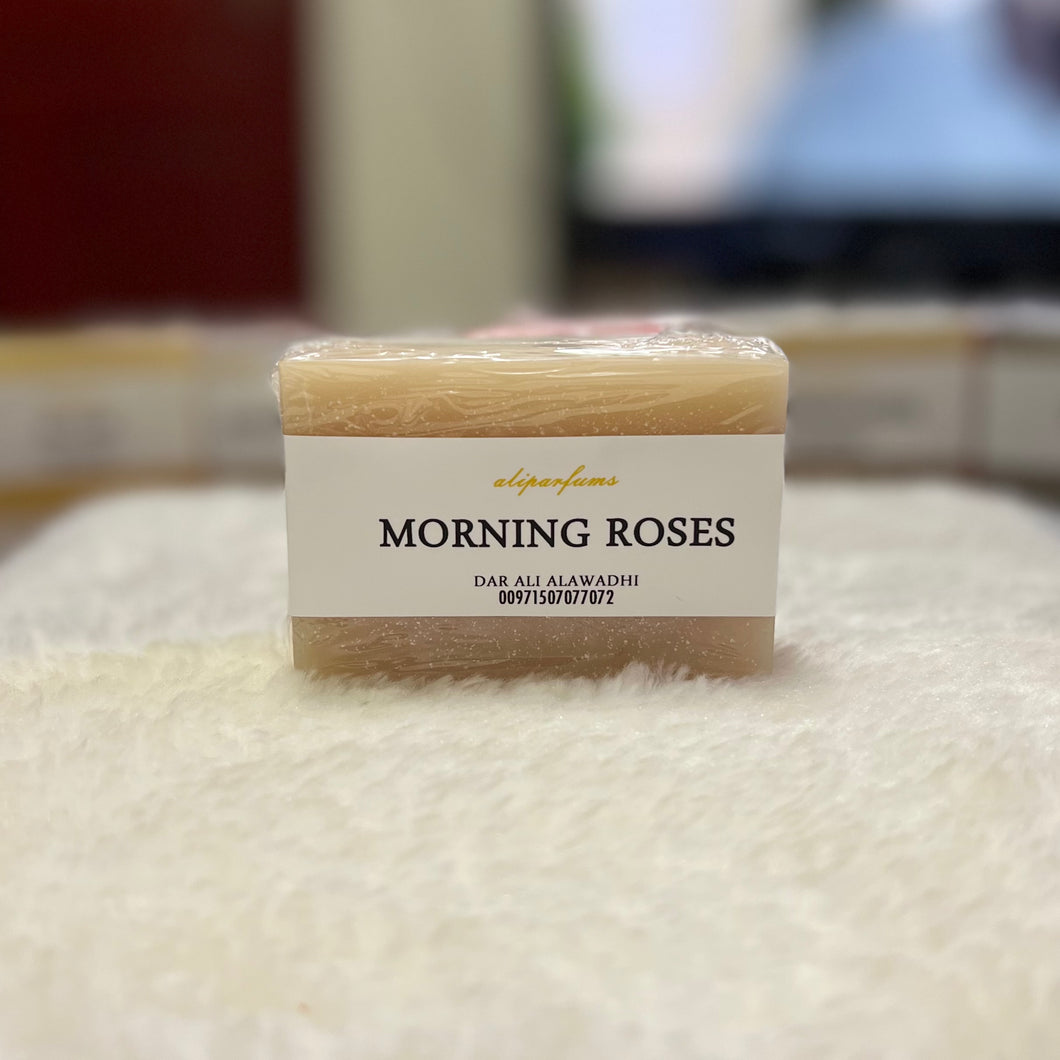 aliparfums
MORNING ROSES
DAR ALI ALAWADHI
00971507077072